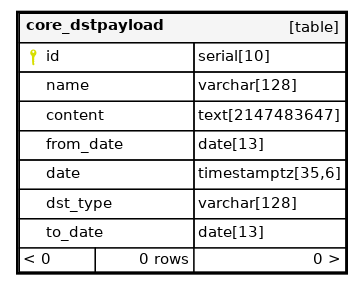 core_dstpayload [table]
id serial[10]
name varchar[128]
content text[2147483647]
from_date date[13]
date timestamptz[35,6]
dst_type varchar[128]
to_date date[13]
< 0 0 rows 0 >